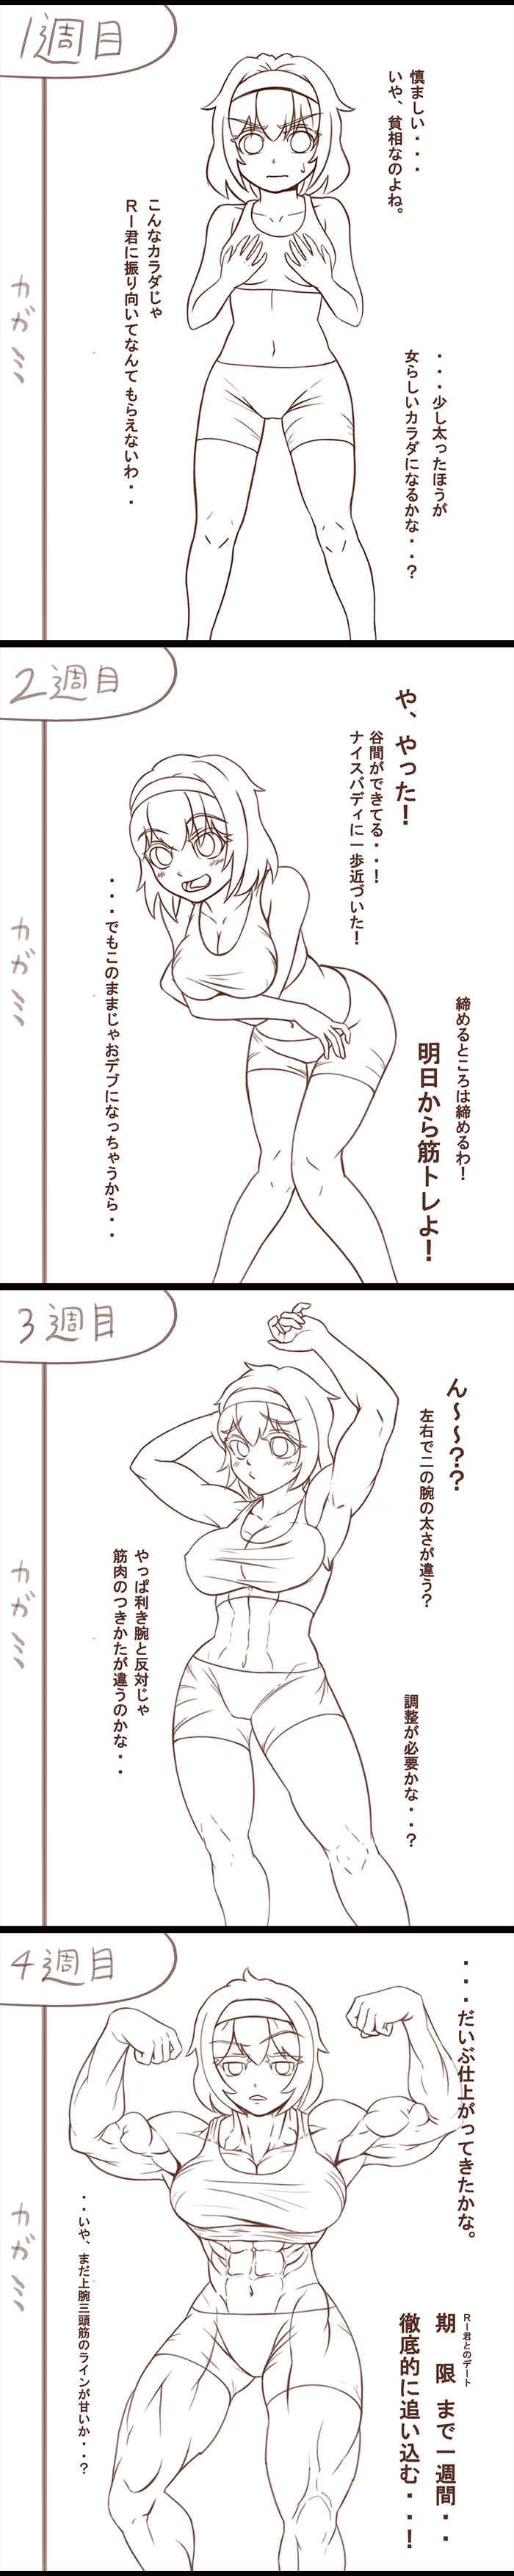 1週目
慎ましい・・・
いや、貧相なのよね。
こんなカラダじゃ
RI君に振り向いてなんてもらえないわ・・
・・・少し太ったほうが
女らしいカラダになるかな・・?
カガミ
2週目
や、やった!
谷間ができてる・・!
ナイスバディに一歩近づいた!
・・・でもこのままじゃおデブになっちゃうから・・
締めるところは締めるわ!
明日から筋トレよ!
カガミ
3週目
ん~~??
左右で二の腕の太さが違う?
やっぱ利き腕と反対じゃ
筋肉のつきかたが違うのかな・・
調整が必要かな・・?
カガミ
4週目
・・・だいぶ仕上がってきたかな。
・・いや、まだ上腕三頭筋のラインが甘いか・・?
RI君とのデート
期限まで一週間・・
徹底的に追い込む・・!
カガミ